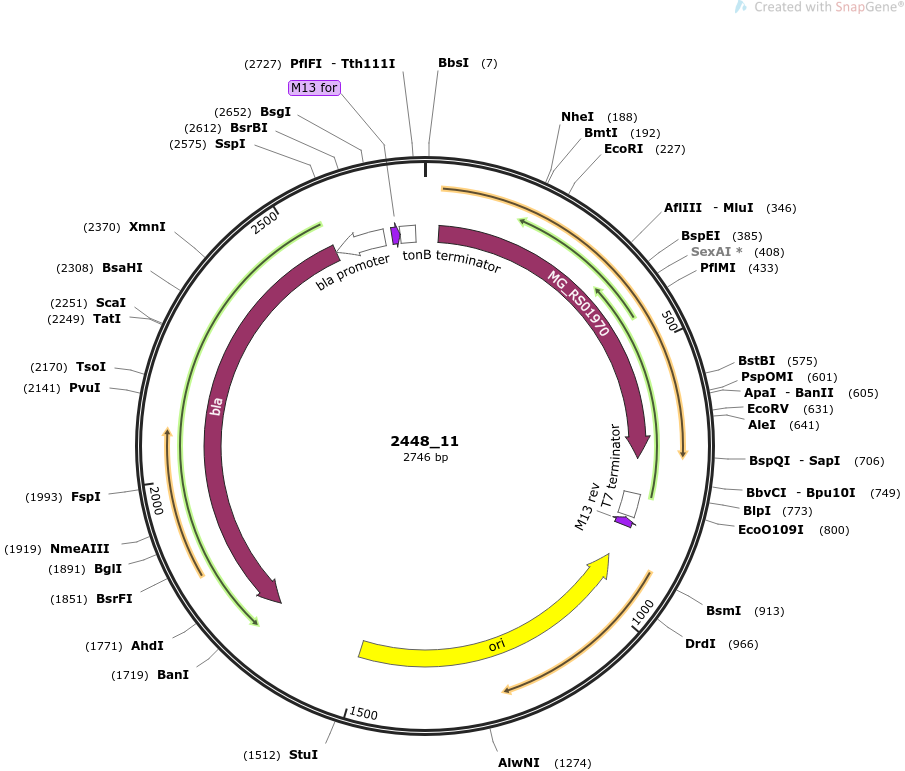 Created with SnapGene®
(2727) PflFI - Tth111I
BbsI (7)
M13 for
(2652) BsgI
(2612) BsrBI
(2575) SspI
NheI (188)
BmtI (192)
EcoRI (227)
AflIII - MluI (346)
BspEI (385)
SexAI * (408)
PflMI (433)
(2370) XmnI
(2308) BsaHI
(2251) ScaI
(2249) TatI
(2170) TsoI
(2141) PvuI
2500
bla promoter
tonB terminator
MG_RS01970
500
BstBI (575)
PspOMI (601)
ApaI - BanII (605)
EcoRV (631)
AleI (641)
BspQI - SapI (706)
BbvCI - Bpu10I (749)
BlpI (773)
EcoO109I (800)
bla
2448_11
2746 bp
T7 terminator
M13 rev
2000
(1993) FspI
(1919) NmeAIII
(1891) BglI
(1851) BsrFI
(1771) AhdI
(1719) BanI
ori
1000
BsmI (913)
DrdI (966)
1500
(1512) StuI
AlwNI (1274)